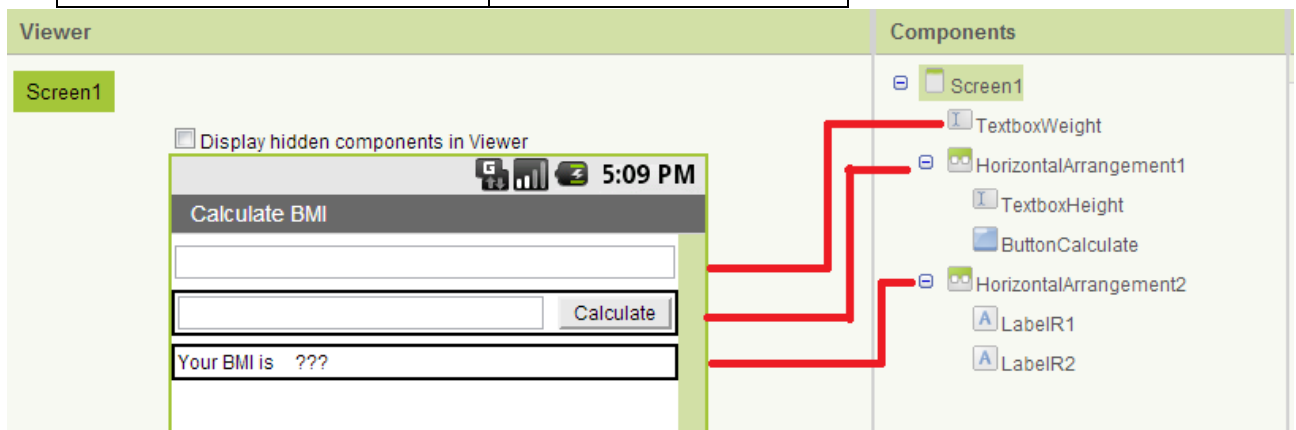 Viewer
Screen1
Display hidden components in Viewer
5:09 PM
Calculate BMI
Calculate
Your BMI is ???
Components
Screen1
TextboxWeight
HorizontalArrangement1
TextboxHeight
ButtonCalculate
HorizontalArrangement2
LabelR1
LabelR2